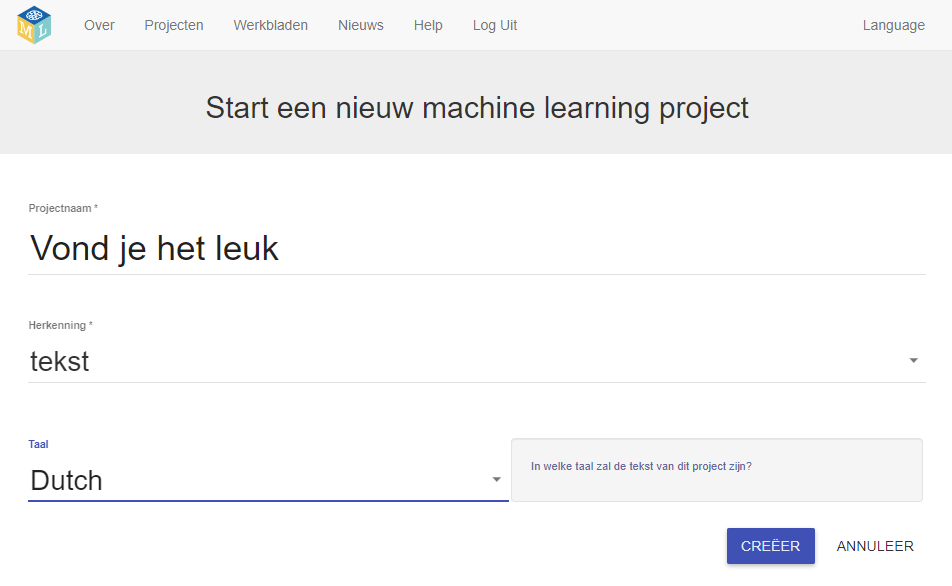 M L
Over Projecten Werkbladen Nieuws Help Log Uit Language
Start een nieuw machine learning project
Projectnaam *
Vond je het leuk
Herkenning *
tekst
Taal
Dutch
In welke taal zal de tekst van dit project zijn?
CREËER ANNULEER